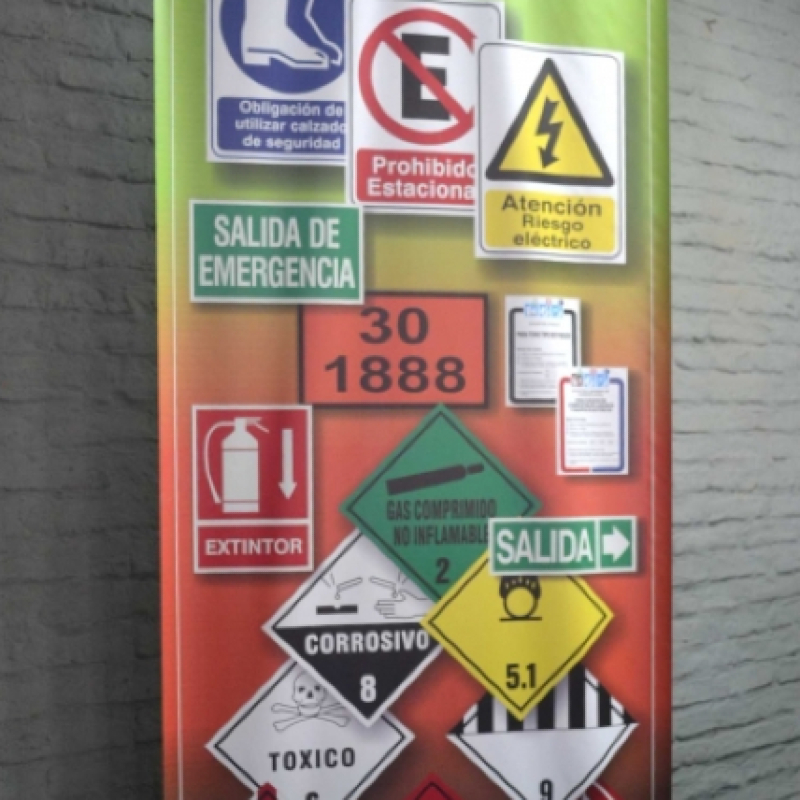 Obligación de
utilizar calzado
de seguridad
E
Prohibido
Estaciona
Atención
Riesgo
eléctrico
SALIDA DE
EMERGENCIA
30
1888
EXTINTOR
GAS COMPRIMIDO
NO INFLAMABLE
2
SALIDA
CORROSIVO
8
5.1
TOXICO
6
9